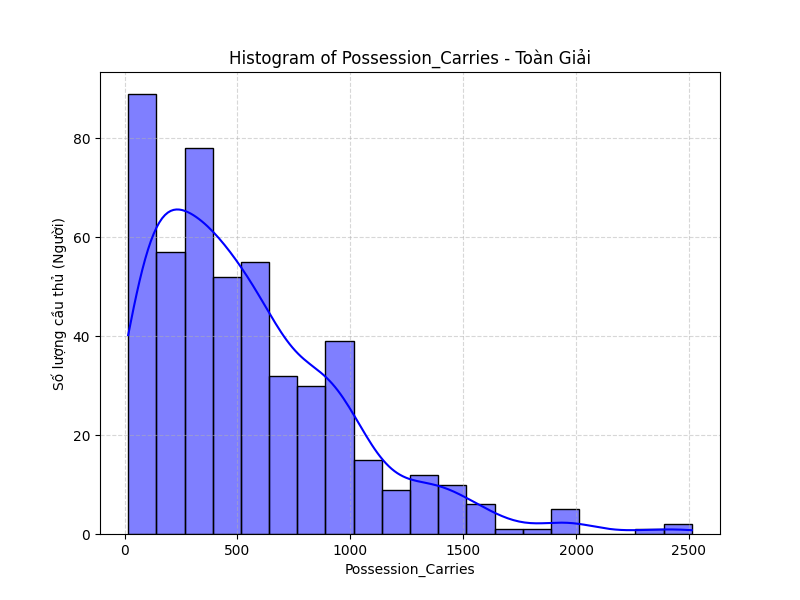 Histogram of Possession_Carries - Toàn Giải
Số lượng cầu thủ (Người)
80
60
40
20
0
0 500 1000 1500 2000 2500
Possession_Carries